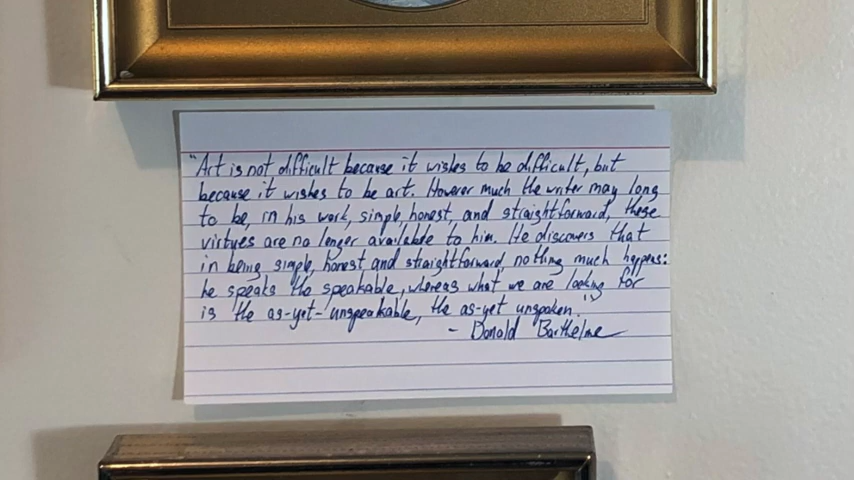 "Art is not difficult because it wishes to be difficult, but
because it wishes to be art. However much the writer may long
to be, in his work, simple, honest, and straightforward, these
virtues are no longer available to him. He discovers that
in being simple, honest and straightforward, nothing much happens:
he speaks the speakable, whereas what we are looking for
is the as-yet-unspeakable, the as-yet unspoken."
- Donald Barthelme